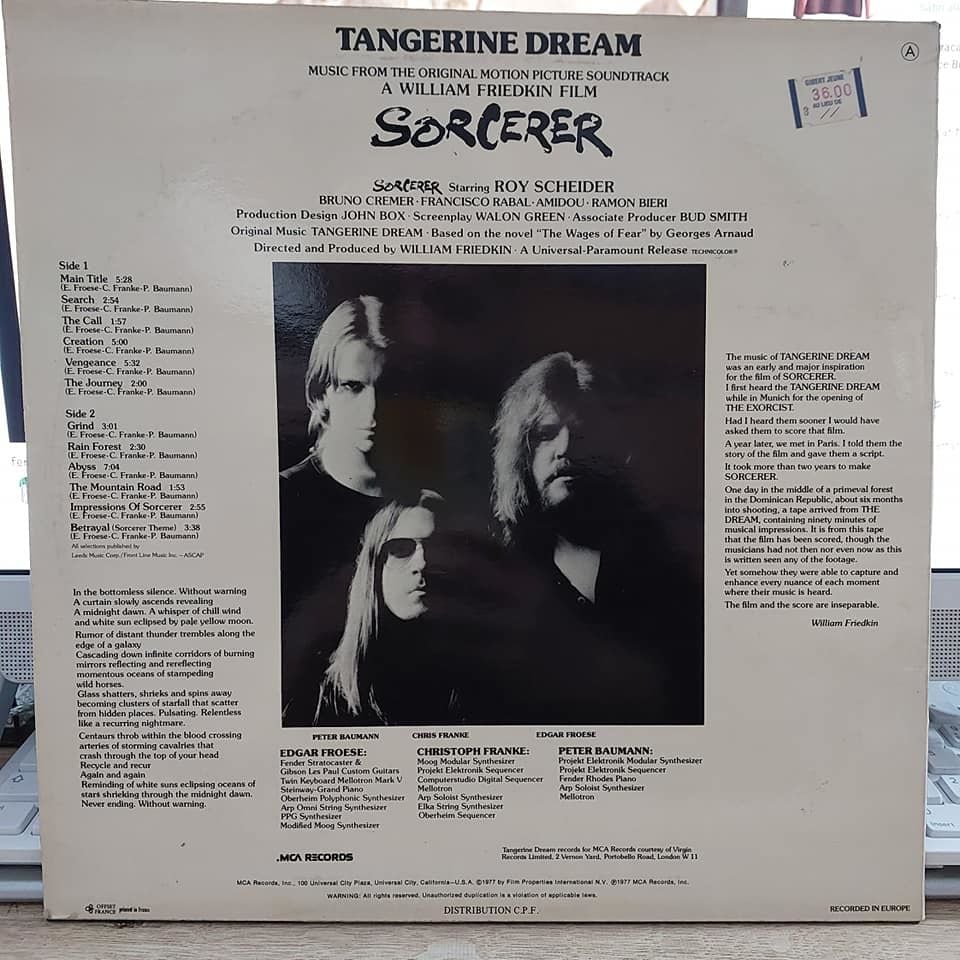 TANGERINE DREAM
MUSIC FROM THE ORIGINAL MOTION PICTURE SOUNDTRACK
A WILLIAM FRIEDKIN FILM
SORCERER
A
GIBERT JEUNE
36.00
AU LIEU DE
SORCERER Starring ROY SCHEIDER
BRUNO CREMER · FRANCISCO RABAL · AMIDOU · RAMON BIERI
Production Design JOHN BOX · Screenplay WALON GREEN · Associate Producer BUD SMITH
Original Music TANGERINE DREAM · Based on the novel “The Wages of Fear” by Georges Arnaud
Directed and Produced by WILLIAM FRIEDKIN · A Universal-Paramount Release TECHNICOLOR®
Side 1
Main Title 5:28
(E. Froese-C. Franke-P. Baumann)
Search 2:54
(E. Froese-C. Franke-P. Baumann)
The Call 1:57
(E. Froese-C. Franke-P. Baumann)
Creation 5:00
(E. Froese-C. Franke-P. Baumann)
Vengeance 5:32
(E. Froese-C. Franke-P. Baumann)
The Journey 2:00
(E. Froese-C. Franke-P. Baumann)
Side 2
Grind 3:01
(E. Froese-C. Franke-P. Baumann)
Rain Forest 2:30
(E. Froese-C. Franke-P. Baumann)
Abyss 7:04
(E. Froese-C. Franke-P. Baumann)
The Mountain Road 1:53
(E. Froese-C. Franke-P. Baumann)
Impressions Of Sorcerer 2:55
(E. Froese-C. Franke-P. Baumann)
Betrayal (Sorcerer Theme) 3:38
(E. Froese-C. Franke-P. Baumann)
All selections published by
Leeds Music Corp./Front Line Music Inc. – ASCAP
In the bottomless silence. Without warning
A curtain slowly ascends revealing
A midnight dawn. A whisper of chill wind
and white sun eclipsed by pale yellow moon.
Rumor of distant thunder trembles along the
edge of a galaxy
Cascading down infinite corridors of burning
mirrors reflecting and rereflecting
momentous oceans of stampeding
wild horses.
Glass shatters, shrieks and spins away
becoming clusters of starfall that scatter
from hidden places. Pulsating. Relentless
like a recurring nightmare.
Centaurs throb within the blood crossing
arteries of storming cavalries that
crash through the top of your head
Recycle and recur
Again and again
Reminding of white suns eclipsing oceans of
stars shrieking through the midnight dawn.
Never ending. Without warning.
The music of TANGERINE DREAM
was an early and major inspiration
for the film of SORCERER.
I first heard the TANGERINE DREAM
while in Munich for the opening of
THE EXORCIST.
Had I heard them sooner I would have
asked them to score that film.
A year later, we met in Paris. I told them the
story of the film and gave them a script.
It took more than two years to make
SORCERER.
One day in the middle of a primeval forest
in the Dominican Republic, about six months
into shooting, a tape arrived from THE
DREAM, containing ninety minutes of
musical impressions. It is from this tape
that the film has been scored, though the
musicians had not then nor even now as this
is written seen any of the footage.
Yet somehow they were able to capture and
enhance every nuance of each moment
where their music is heard.
The film and the score are inseparable.
William Friedkin
PETER BAUMANN CHRIS FRANKE EDGAR FROESE
EDGAR FROESE:
Fender Stratocaster &
Gibson Les Paul Custom Guitars
Twin Keyboard Mellotron Mark V
Steinway-Grand Piano
Oberheim Polyphonic Synthesizer
Arp Omni String Synthesizer
PPG Synthesizer
Modified Moog Synthesizer
CHRISTOPH FRANKE:
Moog Modular Synthesizer
Projekt Elektronik Sequencer
Computerstudio Digital Sequencer
Mellotron
Arp Soloist Synthesizer
Elka String Synthesizer
Oberheim Sequencer
PETER BAUMANN:
Projekt Elektronik Modular Synthesizer
Projekt Elektronik Sequencer
Fender Rhodes Piano
Arp Soloist Synthesizer
Mellotron
.MCA RECORDS
Tangerine Dream records for MCA Records courtesy of Virgin
Records Limited, 2 Vernon Yard, Portobello Road, London W 11
MCA Records, Inc., 100 Universal City Plaza, Universal City, California—U.S.A. ©1977 by Film Properties International N.V. ℗1977 MCA Records, Inc.
WARNING: All rights reserved. Unauthorized duplication is a violation of applicable laws.
OFFSET
FRANCE printed in France
DISTRIBUTION C.P.F.
RECORDED IN EUROPE